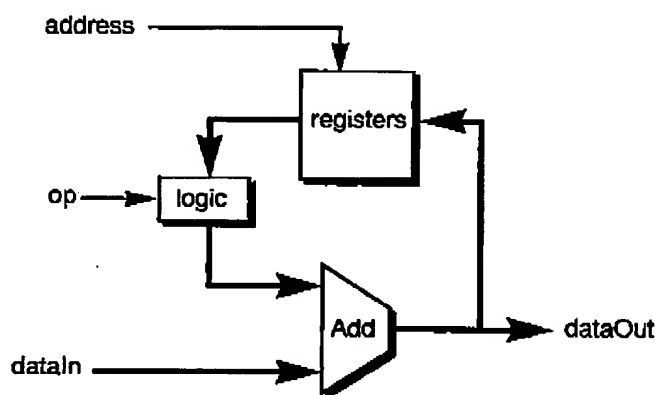 address
registers
op
logic
Add
dataOut
dataIn